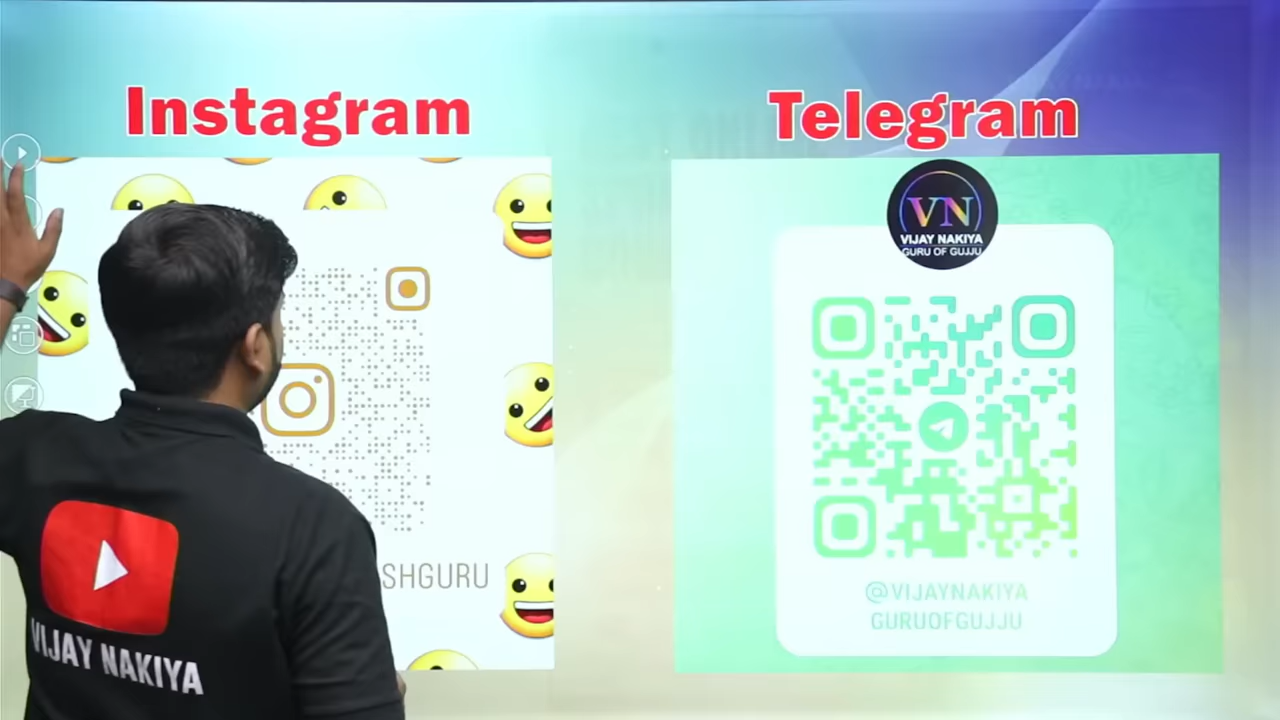 Instagram
Telegram
VN
VIJAY NAKIYA
GURU OF GUJJU
SHGURU
@VIJAYNAKIYA
GURUOFGUJJU
VIJAY NAKIYA